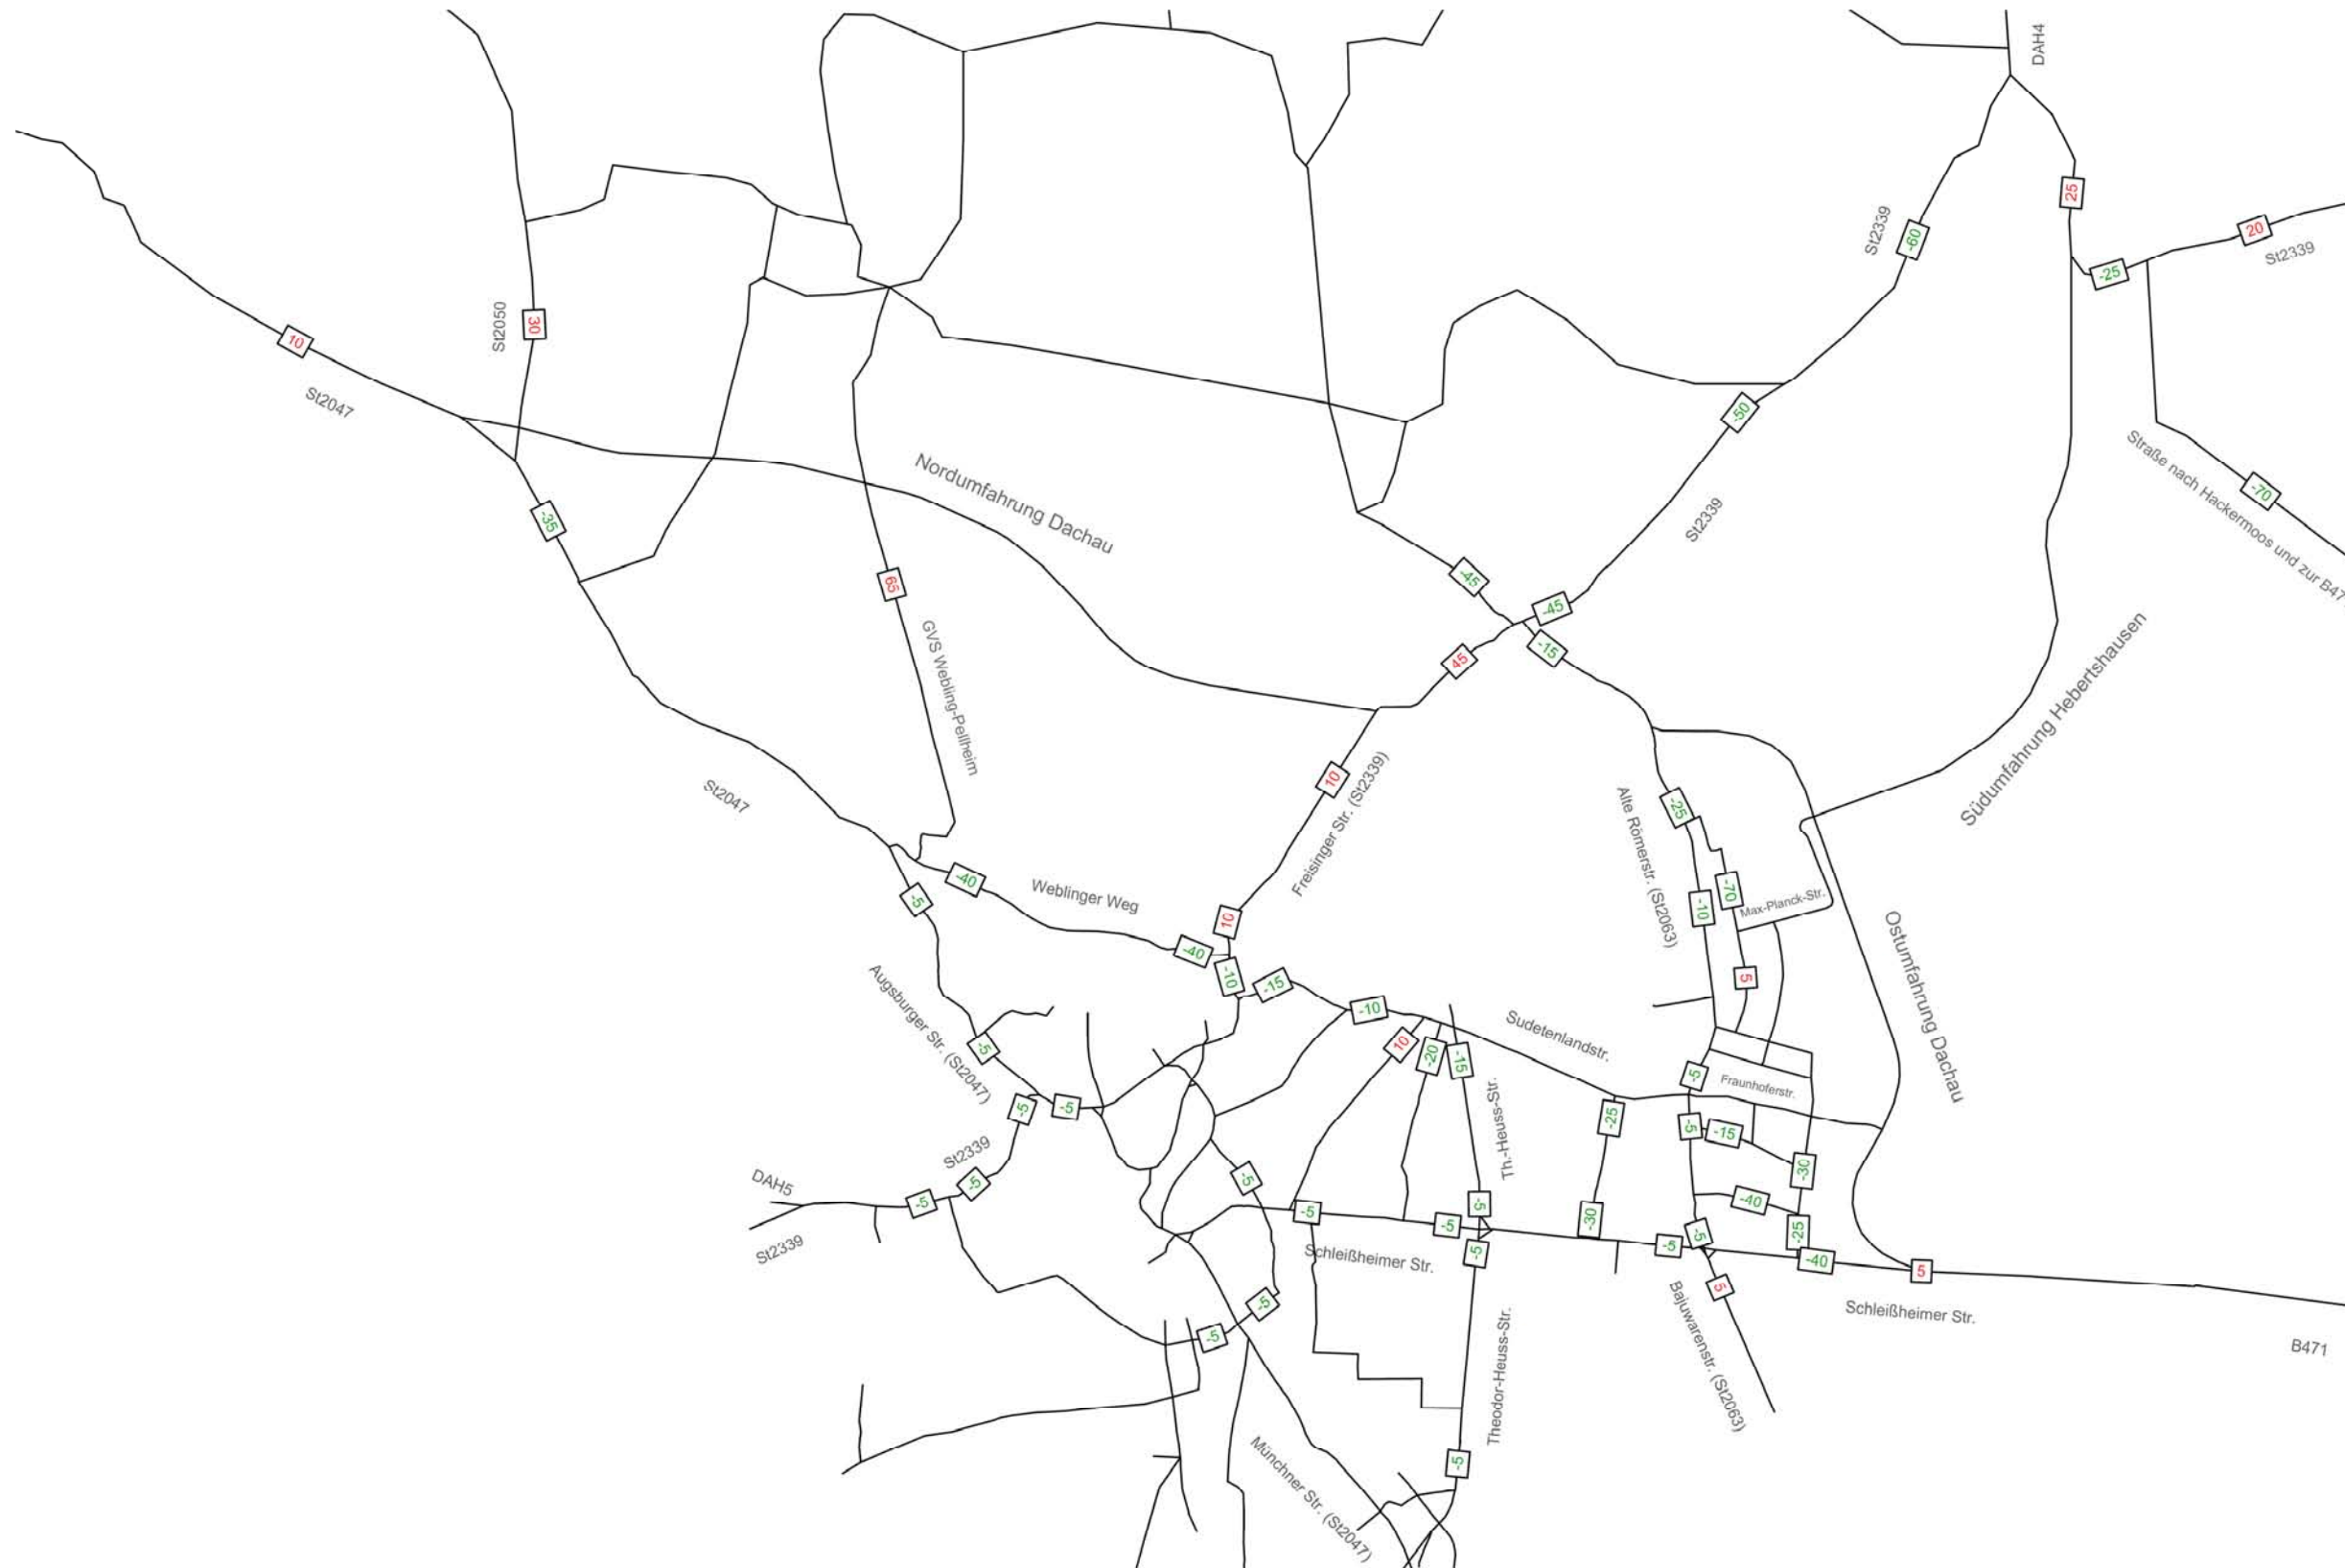 DAH4
25
St2339
-60
20
St2339
-25
St2050
30
10
St2047
-50
Straße nach Hackermoos und zur B47
-70
Nordumfahrung Dachau
-35
St2339
65
-45
-45
-15
45
GVS Webling-Pellheim
Südumfahrung Hebertshausen
St2047
10
Freisinger Str. (St2339)
Alte Römerstr. (St2063)
-25
-70
-10
Max-Planck-Str.
-40
-5
Weblinger Weg
10
-40
-10
-15
5
Ostumfahrung Dachau
Augsburger Str. (St2047)
-10
Sudetenlandstr.
-5
10
-20
-15
-5
Fraunhoferstr.
-5
-5
Th.-Heuss-Str.
-25
-5
-15
St2339
DAH5
-5
-5
-5
-30
-40
-5
-5
-5
-30
-5
-25
St2339
Schleißheimer Str.
-5
-5
-40
5
5
-5
-5
Bajuwarenstr. (St2063)
Schleißheimer Str.
B471
Theodor-Heuss-Str.
Münchner Str. (St2047)
-5